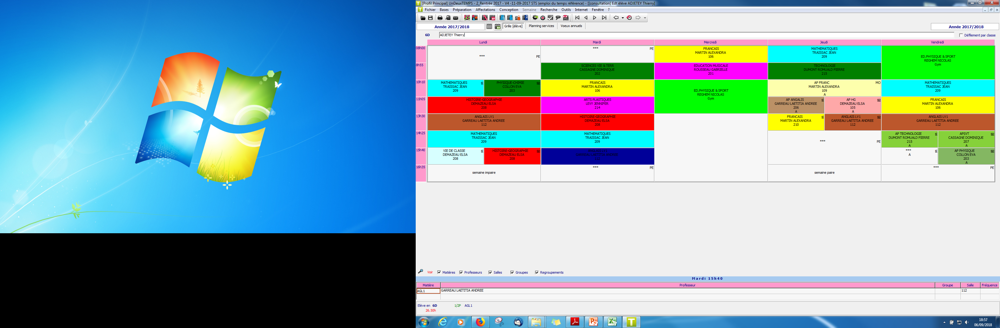 [Profil Principal] UnDeuxTEMPS - 2_Rentrée 2017 - V4 -11-09-2017 STS (emploi du temps référence) - [[consultation] Edt élève ADJETEY Thierry]
Fichier Bases Préparation Affectations Conception Semaine Recherche Outils Internet Fenêtre ?
Année 2017/2018 Grille [élève] Planning services Voeux annuels Année 2017/2018
6D ADJETEY Thierry Défilement par classe
Lundi Mardi Mercredi Jeudi Vendredi
08h00
*** PE
*** PE
FRANCAIS
MARTIN ALEXANDRA
106
MATHEMATIQUES
TRAISSAC JEAN
209
ED.PHYSIQUE & SPORT
REGHEM NICOLAS
Gym
8h55
SCIENCES VIE & TERR
CASSAGNE DOMINIQUE
202
EDUCATION MUSICALE
ROUSSEAU GABRIELLE
201
TECHNOLOGIE
DUMONT ROMUALD PIERRE
215
10h10
MATHEMATIQUES si
TRAISSAC JEAN
209
PHYSIQUE-CHIMIE sp
COLLON EVA
203
FRANCAIS
MARTIN ALEXANDRA
106
ED.PHYSIQUE & SPORT
REGHEM NICOLAS
Gym
AP FRANC MO
MARTIN ALEXANDRA
109
A
MATHEMATIQUES
TRAISSAC JEAN
209
11h05
HISTOIRE-GEOGRAPHIE
DEMAZEAU ELSA
208
ARTS PLASTIQUES
LEVY JENNIFER
214
AP ANGALIS si
GARREAU LAETITIA ANDREE
206
A
AP HG sp
DEMAZEAU ELSA
105
A
FRANCAIS
MARTIN ALEXANDRA
106
13h30
ANGLAIS LV1
GARREAU LAETITIA ANDREE
112
HISTOIRE-GEOGRAPHIE
DEMAZEAU ELSA
208
FRANCAIS si
MARTIN ALEXANDRA
210
ANGLAIS LV1 sp
GARREAU LAETITIA ANDREE
112
ANGLAIS LV1
GARREAU LAETITIA ANDREE
112
14h25
MATHEMATIQUES
TRAISSAC JEAN
209
MATHEMATIQUES
TRAISSAC JEAN
209
*** PE
AP TECHNOLOGIE si
DUMONT ROMUALD PIERRE
215
A
APSVT sp
CASSAGNE DOMINIQUE
207
A
15h40
VIE DE CLASSE si
DEMAZEAU ELSA
208
HISTOIRE-GEOGRAPHIE sp
DEMAZEAU ELSA
208
ANGLAIS LV1
GARREAU LAETITIA ANDREE
112
*** si
A
AP PHYSIQUE sp
COLLON EVA
203
A
16h35
semaine impaire
*** PE
semaine paire
*** PE
Voir Matières Professeurs Salles Groupes Regroupements
Mardi 15h40
Matière Professeur Groupe Salle Fréquence
AGL1 GARREAU LAETITIA ANDREE 112
Elève en 6D 1/2P AGL1
26.50h
18:57
06/09/2018